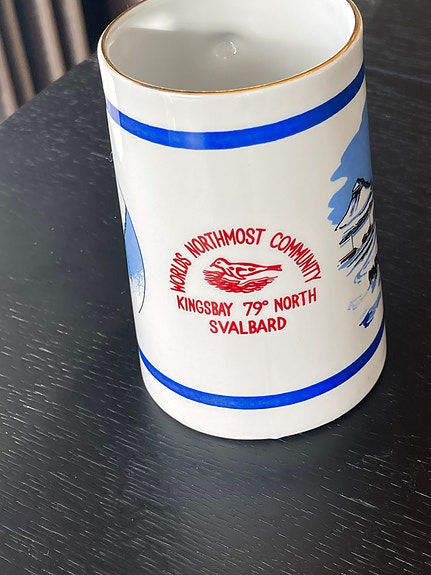 WORLDS NORTHMOST COMMUNITY
KINGSBAY 79° NORTH
SVALBARD